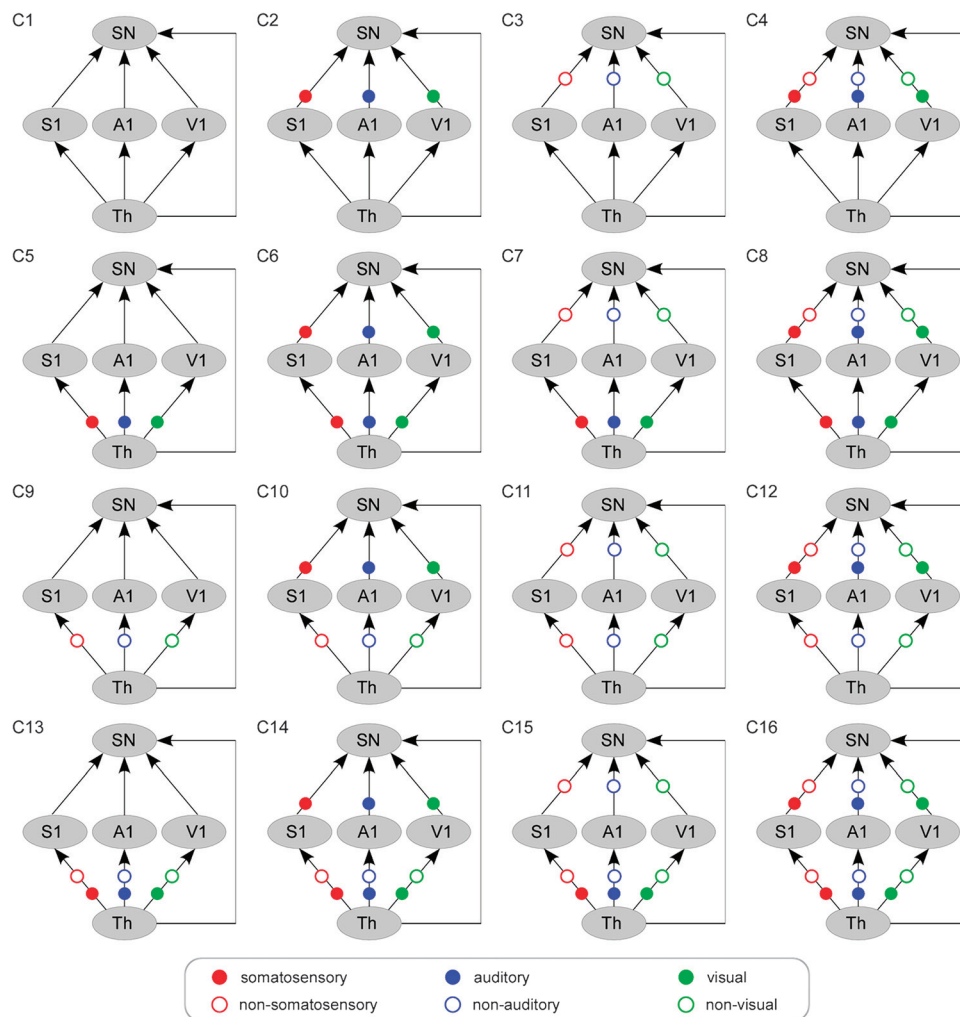 C1 C2 C3 C4
SN SN SN SN
S1 A1 V1 S1 A1 V1 S1 A1 V1 S1 A1 V1
Th Th Th Th
C5 C6 C7 C8
SN SN SN SN
S1 A1 V1 S1 A1 V1 S1 A1 V1 S1 A1 V1
Th Th Th Th
C9 C10 C11 C12
SN SN SN SN
S1 A1 V1 S1 A1 V1 S1 A1 V1 S1 A1 V1
Th Th Th Th
C13 C14 C15 C16
SN SN SN SN
S1 A1 V1 S1 A1 V1 S1 A1 V1 S1 A1 V1
Th Th Th Th
somatosensory auditory visual
non-somatosensory non-auditory non-visual